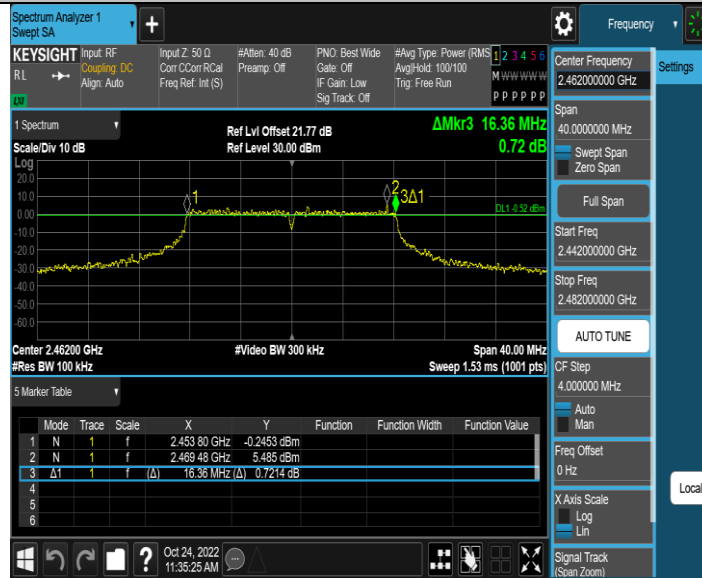 Spectrum Analyzer 1
Swept SA
Frequency
KEYSIGHT
RL
LXI
Input: RF
Coupling: DC
Align: Auto
Input Z: 50 Ω
Corr CCorr RCal
Freq Ref: Int (S)
#Atten: 40 dB
Preamp: Off
PNO: Best Wide
Gate: Off
IF Gain: Low
Sig Track: Off
#Avg Type: Power (RMS
Avg|Hold: 100/100
Trig: Free Run
1 2 3 4 5 6
M W W W W W
P P P P P P
Center Frequency
2.462000000 GHz
Settings
Span
40.0000000 MHz
Swept Span
Zero Span
Full Span
Start Freq
2.442000000 GHz
Stop Freq
2.482000000 GHz
AUTO TUNE
CF Step
4.000000 MHz
Auto
Man
Freq Offset
0 Hz
X Axis Scale
Log
Lin
Local
Signal Track
(Span Zoom)
1 Spectrum
Scale/Div 10 dB
Ref Lvl Offset 21.77 dB
Ref Level 30.00 dBm
ΔMkr3 16.36 MHz
0.72 dB
Log
20.0
10.0
0.00
-10.0
-20.0
-30.0
-40.0
-50.0
-60.0
1
2
3Δ1
DL1 -0.52 dBm
Center 2.46200 GHz
#Video BW 300 kHz
Span 40.00 MHz
#Res BW 100 kHz
Sweep 1.53 ms (1001 pts)
5 Marker Table
Mode Trace Scale X Y Function Function Width Function Value
1 N 1 f 2.453 80 GHz -0.2453 dBm
2 N 1 f 2.469 48 GHz 5.485 dBm
3 Δ1 1 f (Δ) 16.36 MHz (Δ) 0.7214 dB
4
5
6
?
Oct 24, 2022
11:35:25 AM